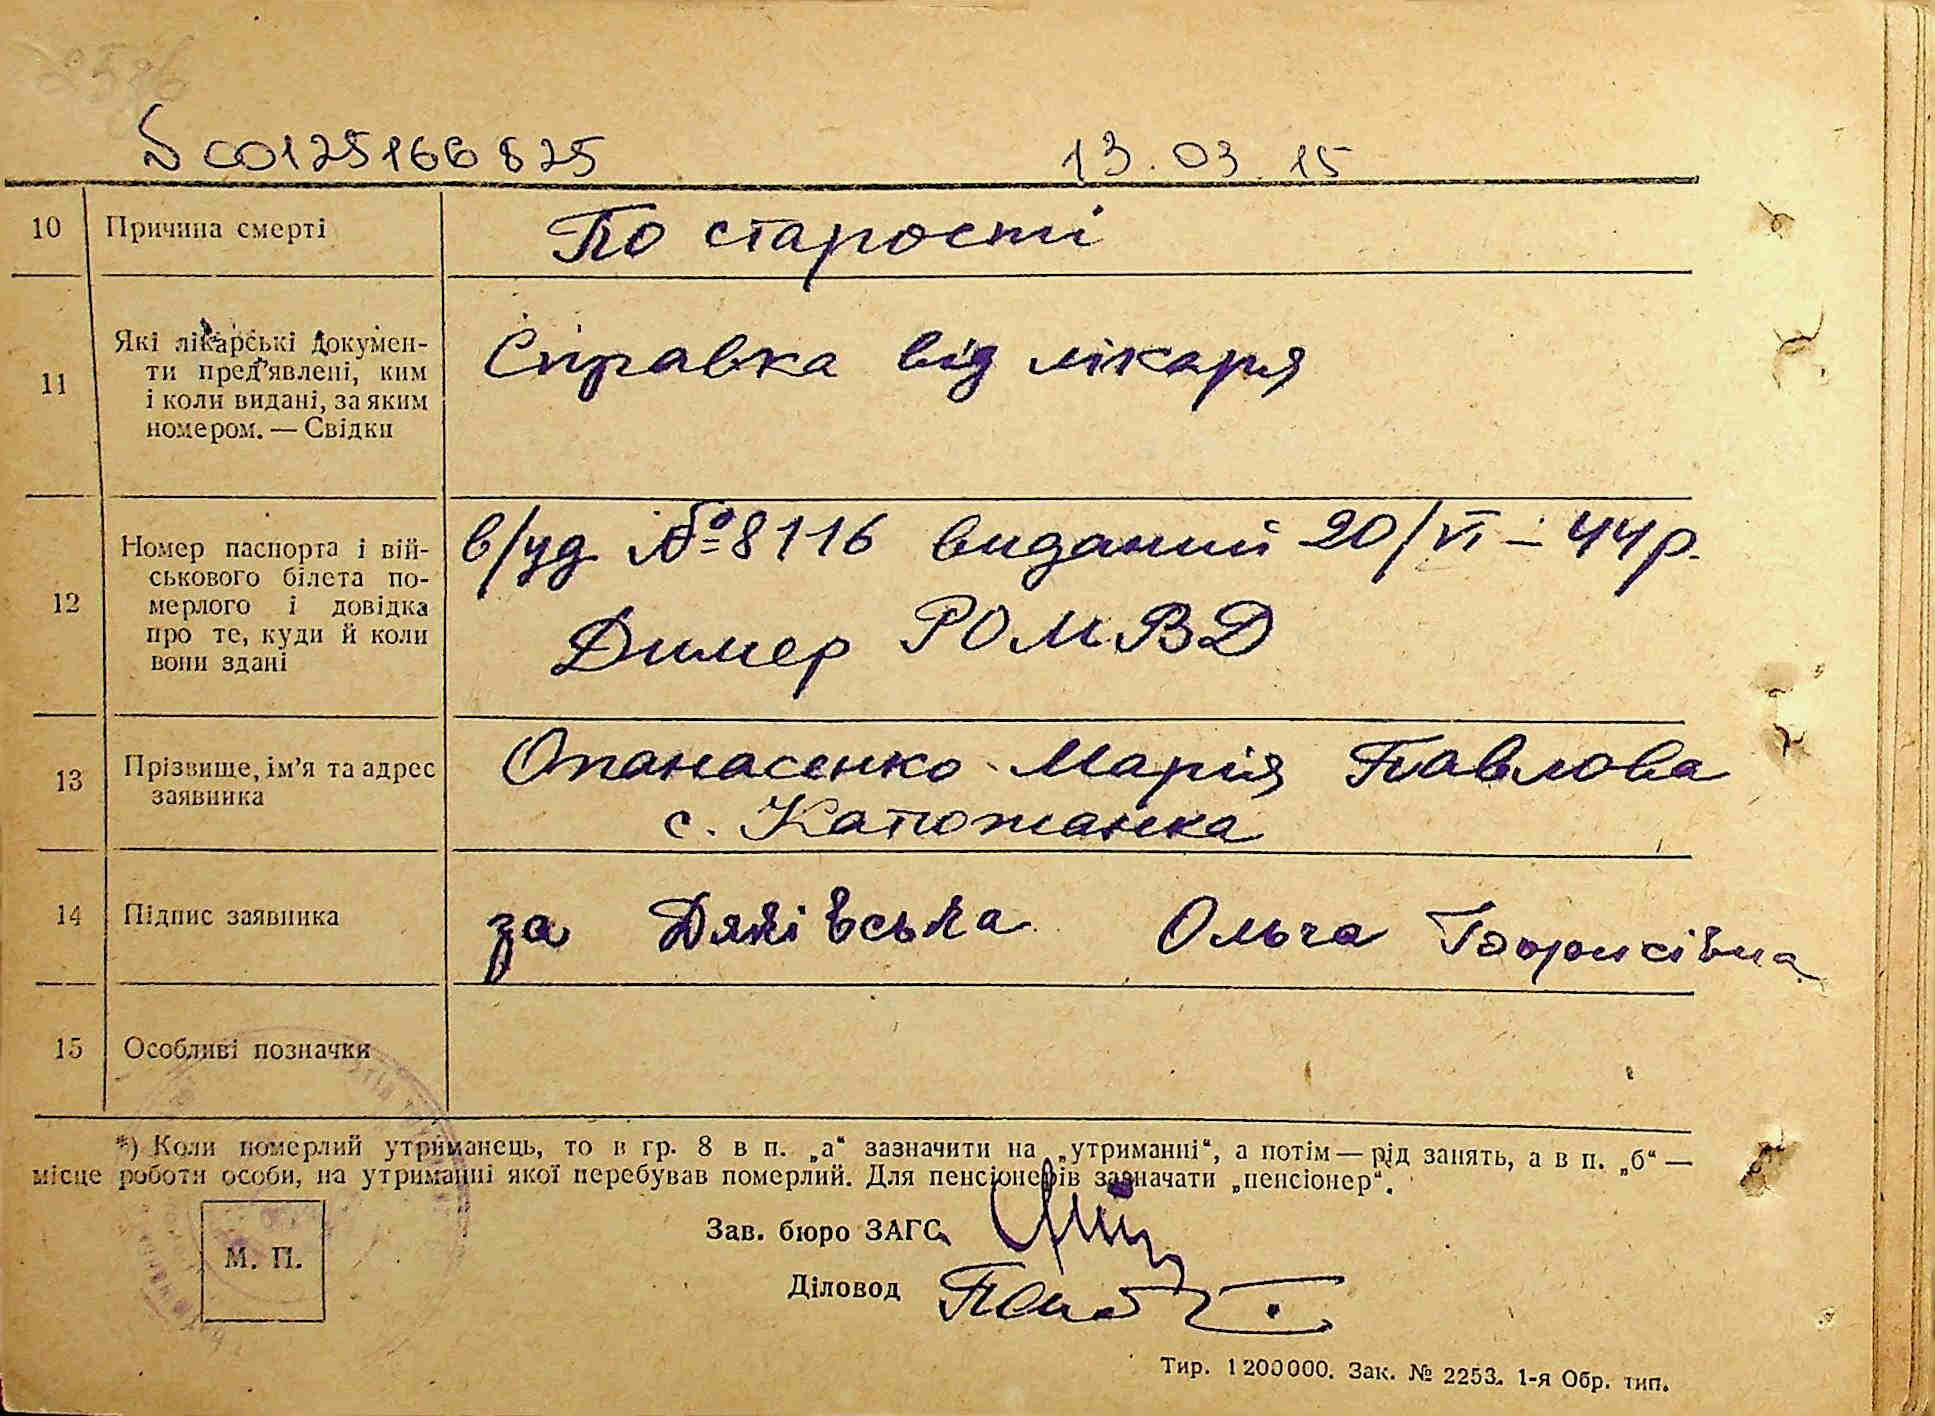 SC0125166825 13.03.15
10 Причина смерті По старості
11 Які лікарські докумен-
ти пред'явлені, ким
і коли видані, за яким
номером. — Свідки
Справка від лікаря
12 Номер паспорта і вій-
ськового білета по-
мерлого і довідка
про те, куди й коли
вони здані
в/уд №8116 виданий 20/VI – 44 р.
Димер РОМВД
13 Прізвище, ім'я та адрес
заявника
Опанасенко Марія Павлова
с. Катюжанка
14 Підпис заявника за Дяківська Ольга Борисівна
15 Особливі позначки
*) Коли померлий утриманець, то в гр. 8 в п. „а“ зазначити на „утриманні“, а потім — рід занять, а в п. „б“ —
місце роботи особи, на утриманні якої перебував померлий. Для пенсіонерів зазначати „пенсіонер“.
Зав. бюро ЗАГС
М. П.
Діловод
Тир. 1200000. Зак. № 2253. 1-я Обр. тип.